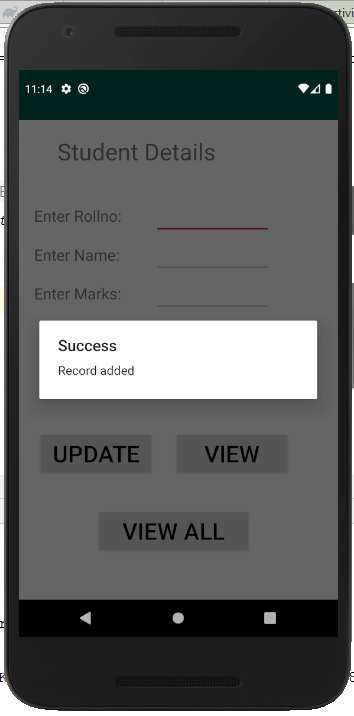 11:14
Student Details
Enter Rollno:
Enter Name:
Enter Marks:
Success
Record added
UPDATE VIEW
VIEW ALL